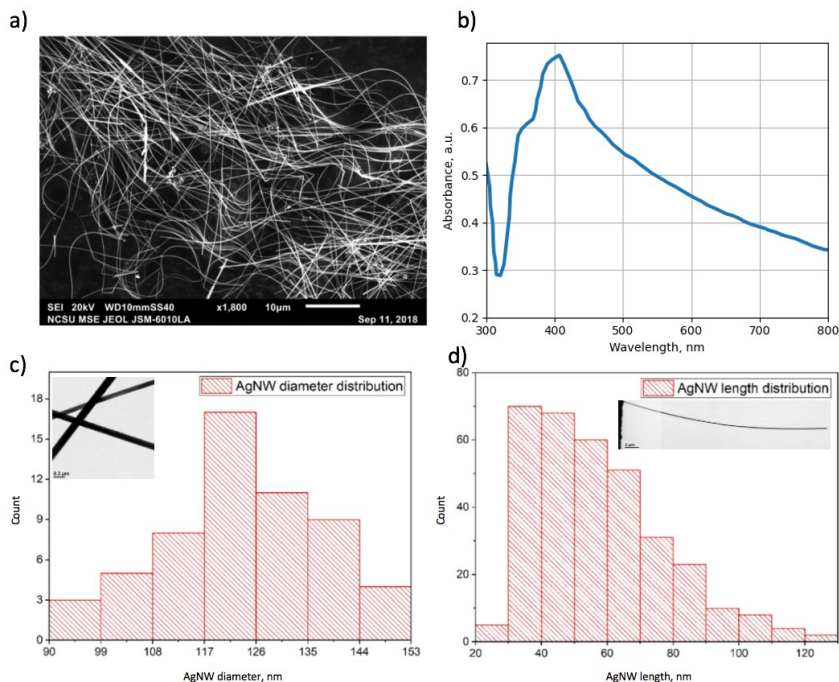 a)
SEI 20kV WD10mmSS40 x1,800 10µm
NCSU MSE JEOL JSM-6010LA Sep 11, 2018
b)
Absorbance, a.u.
0.7
0.6
0.5
0.4
0.3
0.2
300 400 500 600 700 800
Wavelength, nm
c)
AgNW diameter distribution
Count
18
15
12
9
6
3
0
90 99 108 117 126 135 144 153
AgNW diameter, nm
0.2 µm
d)
AgNW length distribution
Count
80
60
40
20
0
20 40 60 80 100 120
AgNW length, nm